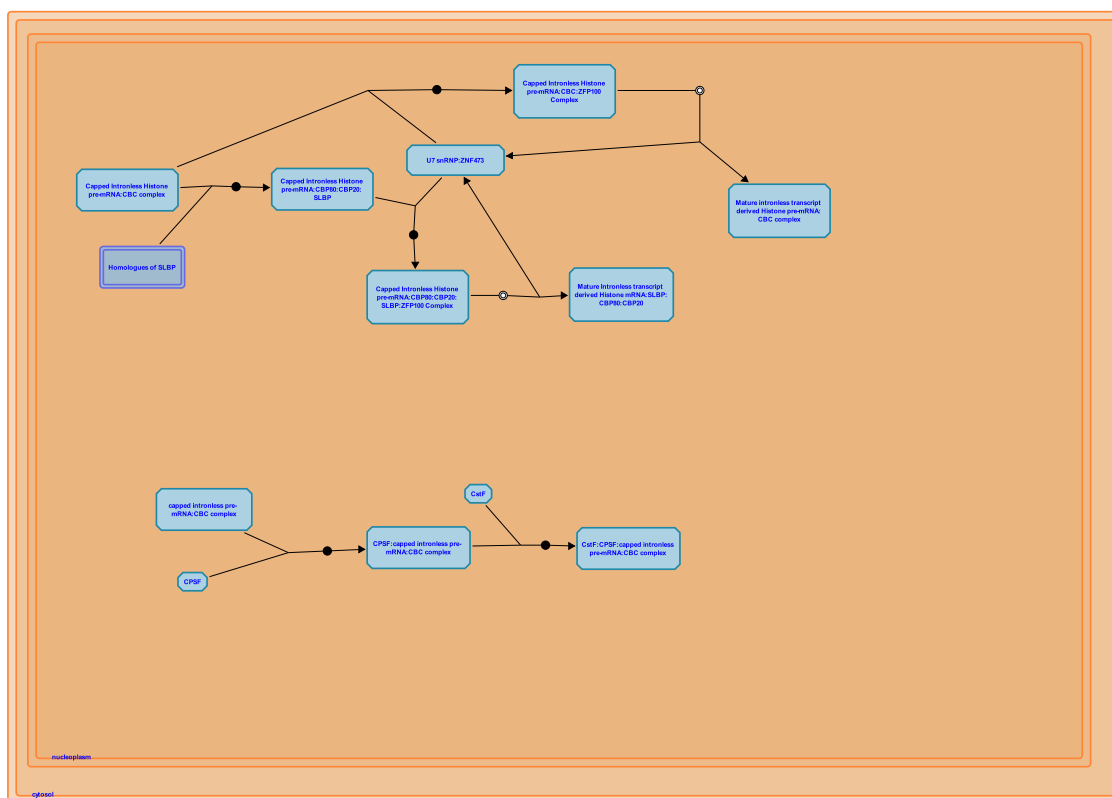 Capped Intronless Histone
pre-mRNA:CBC:ZFP100
Complex
U7 snRNP:ZNF473
Capped Intronless Histone
pre-mRNA:CBC complex
Capped Intronless Histone
pre-mRNA:CBP80:CBP20:
SLBP
Mature intronless transcript
derived Histone pre-mRNA:
CBC complex
Homologues of SLBP
Capped Intronless Histone
pre-mRNA:CBP80:CBP20:
SLBP:ZFP100 Complex
Mature Intronless transcript
derived Histone mRNA:SLBP:
CBP80:CBP20
capped intronless pre-
mRNA:CBC complex
CstF
CPSF:capped intronless pre-
mRNA:CBC complex
CstF:CPSF:capped intronless
pre-mRNA:CBC complex
CPSF
nucleoplasm
cytosol